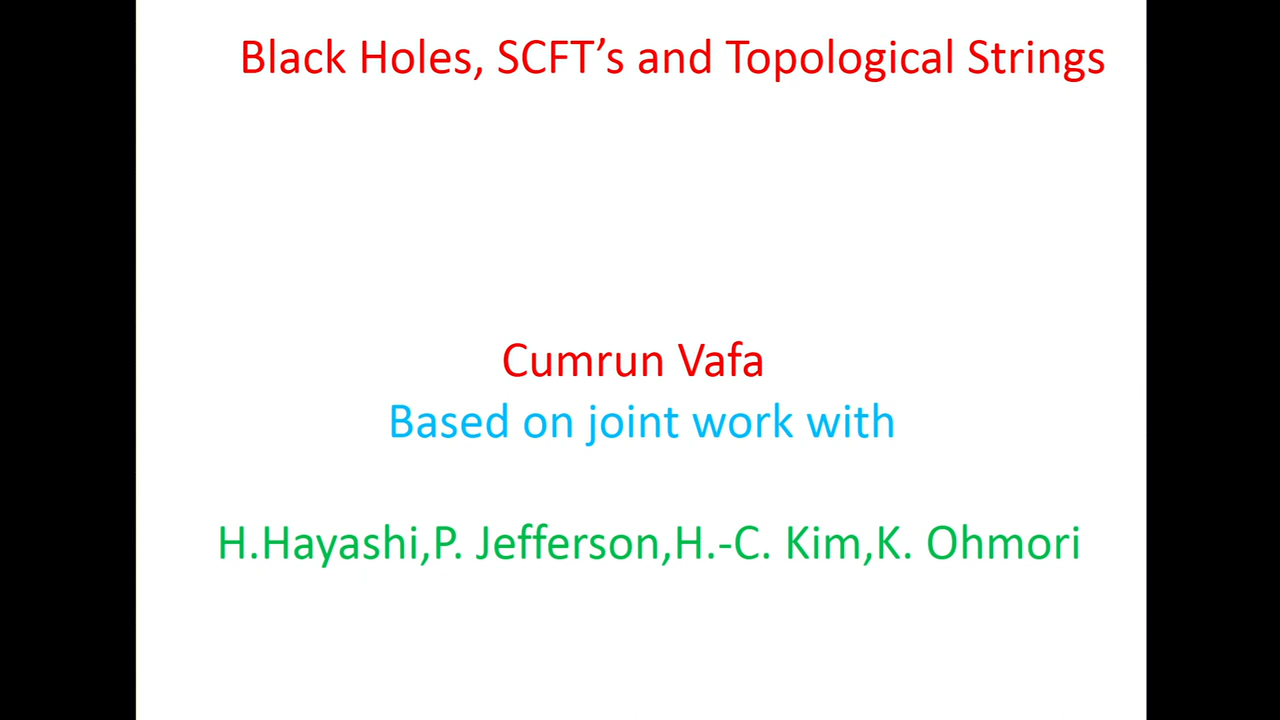 Black Holes, SCFT’s and Topological Strings
Cumrun Vafa
Based on joint work with
H.Hayashi,P. Jefferson,H.-C. Kim,K. Ohmori